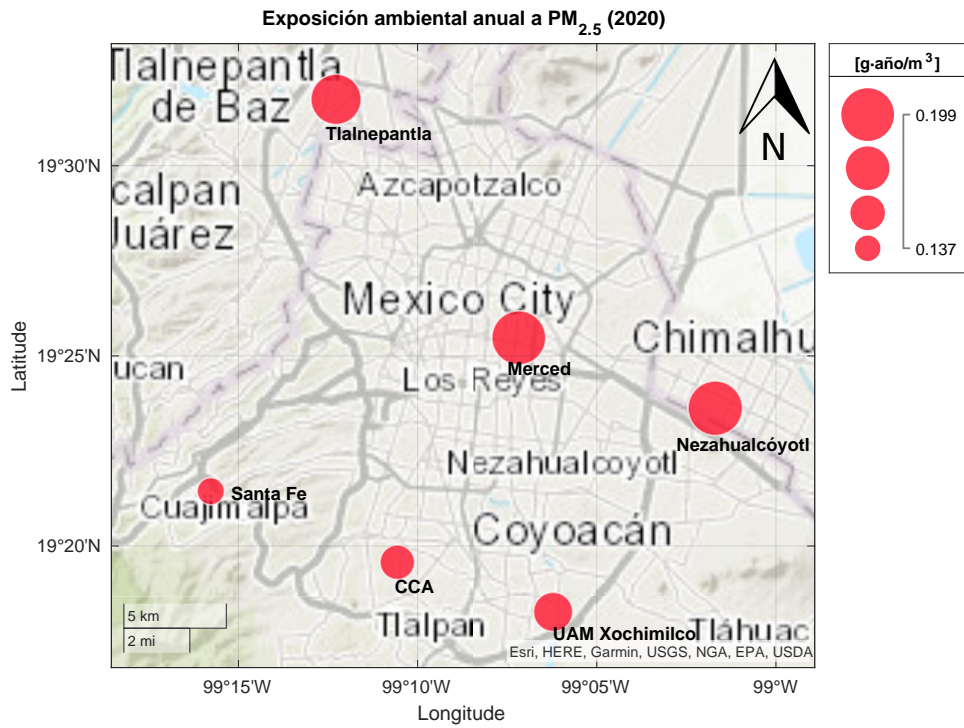 Exposición ambiental anual a PM2.5 (2020)
Tlalnepantla
de Baz
Tlalnepantla
N
[g·año/m³]
0.199
0.137
19°30'N
calpan
Juárez
Azcapotzalco
Mexico City
Merced
Chimalhu
19°25'N
Latitude
ucan
Los Reyes
Nezahualcóyotl
Nezahualcoyotl
Santa Fe
Cuajimalpa
Coyoacán
19°20'N
CCA
5 km
2 mi
Tlalpan
UAM Xochimilco
Tláhuac
Esri, HERE, Garmin, USGS, NGA, EPA, USDA
99°15'W
99°10'W
99°05'W
99°W
Longitude